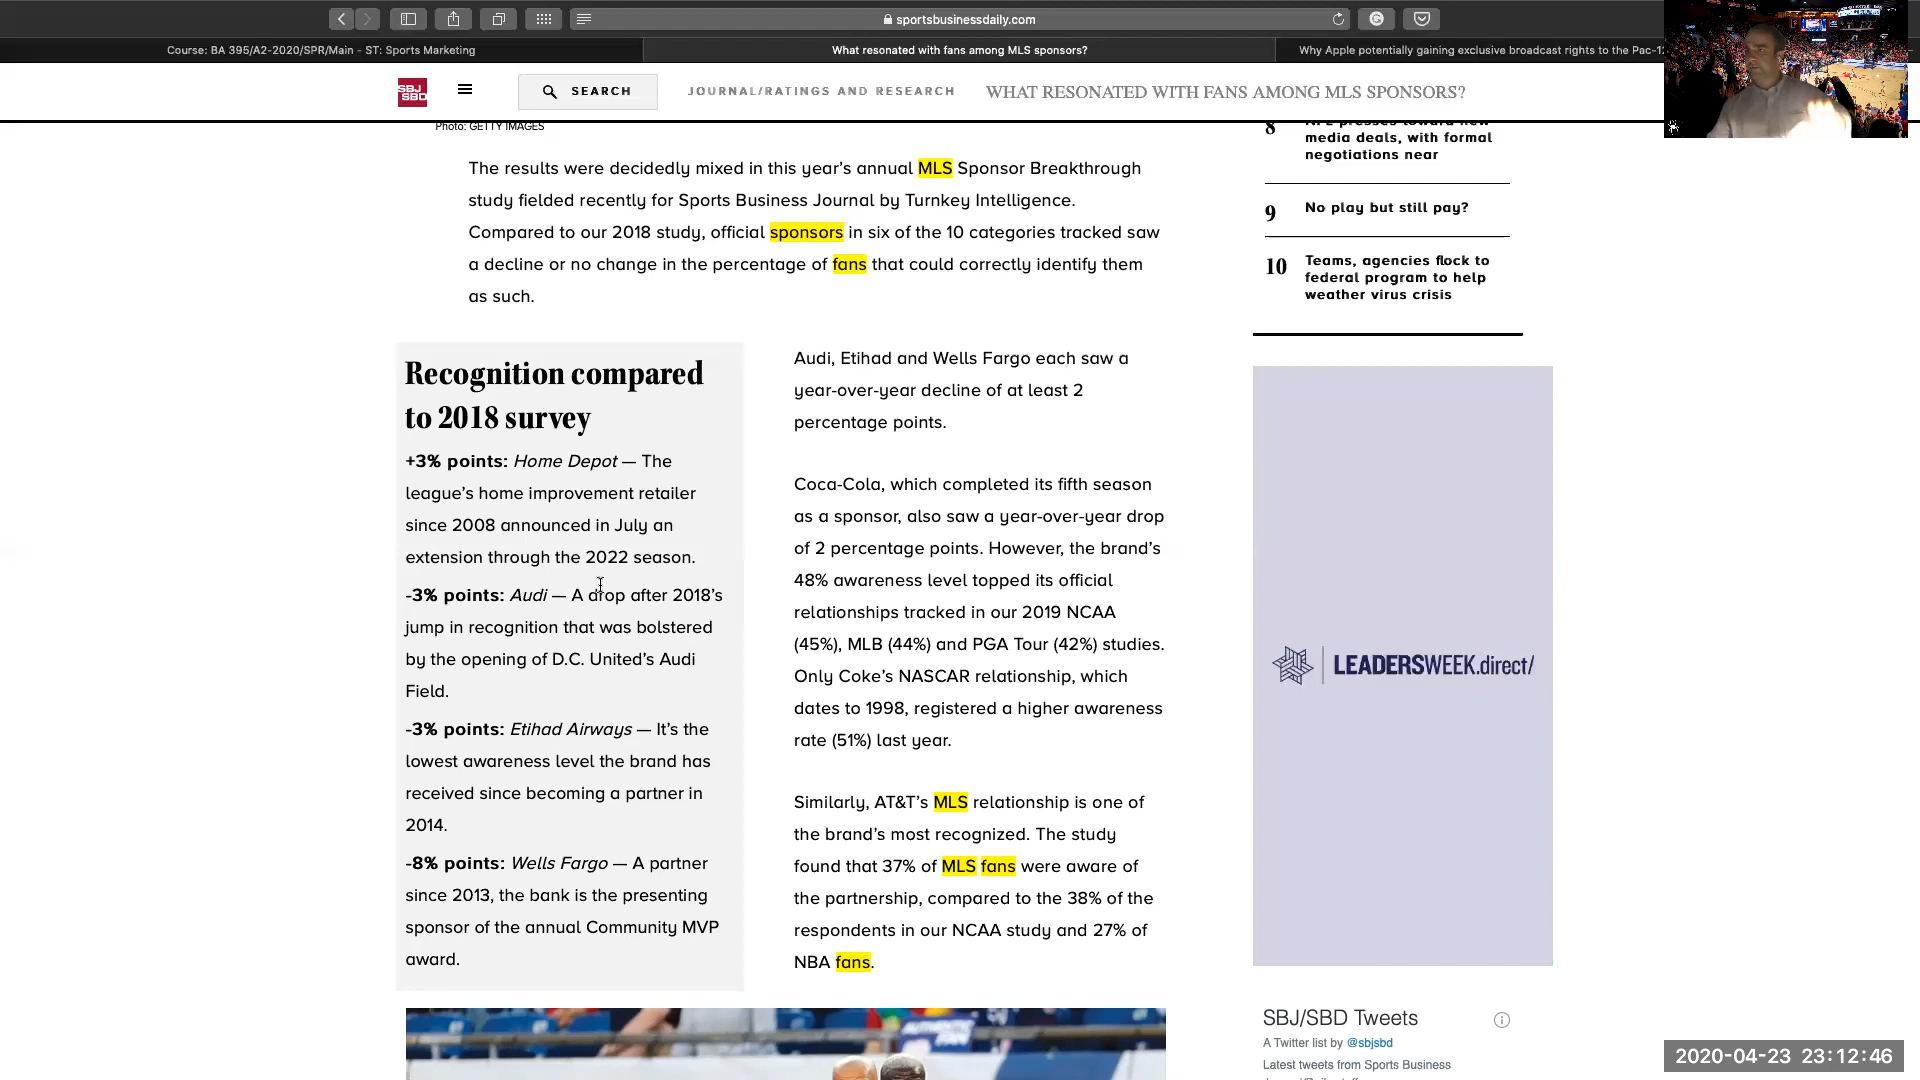 sportsbusinessdaily.com
Course: BA 395/A2-2020/SPR/Main - ST: Sports Marketing
What resonated with fans among MLS sponsors?
Why Apple potentially gaining exclusive broadcast rights to the Pac-12
SBJ
SBD
SEARCH
JOURNAL/RATINGS AND RESEARCH
WHAT RESONATED WITH FANS AMONG MLS SPONSORS?
Photo: GETTY IMAGES
The results were decidedly mixed in this year's annual MLS Sponsor Breakthrough
study fielded recently for Sports Business Journal by Turnkey Intelligence.
Compared to our 2018 study, official sponsors in six of the 10 categories tracked saw
a decline or no change in the percentage of fans that could correctly identify them
as such.
Recognition compared
to 2018 survey
+3% points: Home Depot — The
league's home improvement retailer
since 2008 announced in July an
extension through the 2022 season.
-3% points: Audi — A drop after 2018's
jump in recognition that was bolstered
by the opening of D.C. United's Audi
Field.
-3% points: Etihad Airways — It's the
lowest awareness level the brand has
received since becoming a partner in
2014.
-8% points: Wells Fargo — A partner
since 2013, the bank is the presenting
sponsor of the annual Community MVP
award.
Audi, Etihad and Wells Fargo each saw a
year-over-year decline of at least 2
percentage points.
Coca-Cola, which completed its fifth season
as a sponsor, also saw a year-over-year drop
of 2 percentage points. However, the brand's
48% awareness level topped its official
relationships tracked in our 2019 NCAA
(45%), MLB (44%) and PGA Tour (42%) studies.
Only Coke's NASCAR relationship, which
dates to 1998, registered a higher awareness
rate (51%) last year.
Similarly, AT&T's MLS relationship is one of
the brand's most recognized. The study
found that 37% of MLS fans were aware of
the partnership, compared to the 38% of the
respondents in our NCAA study and 27% of
NBA fans.
8
media deals, with formal
negotiations near
9 No play but still pay?
10 Teams, agencies flock to
federal program to help
weather virus crisis
LEADERSWEEK.direct/
SBJ/SBD Tweets
A Twitter list by @sbjsbd
Latest tweets from Sports Business
2020-04-23 23:12:46